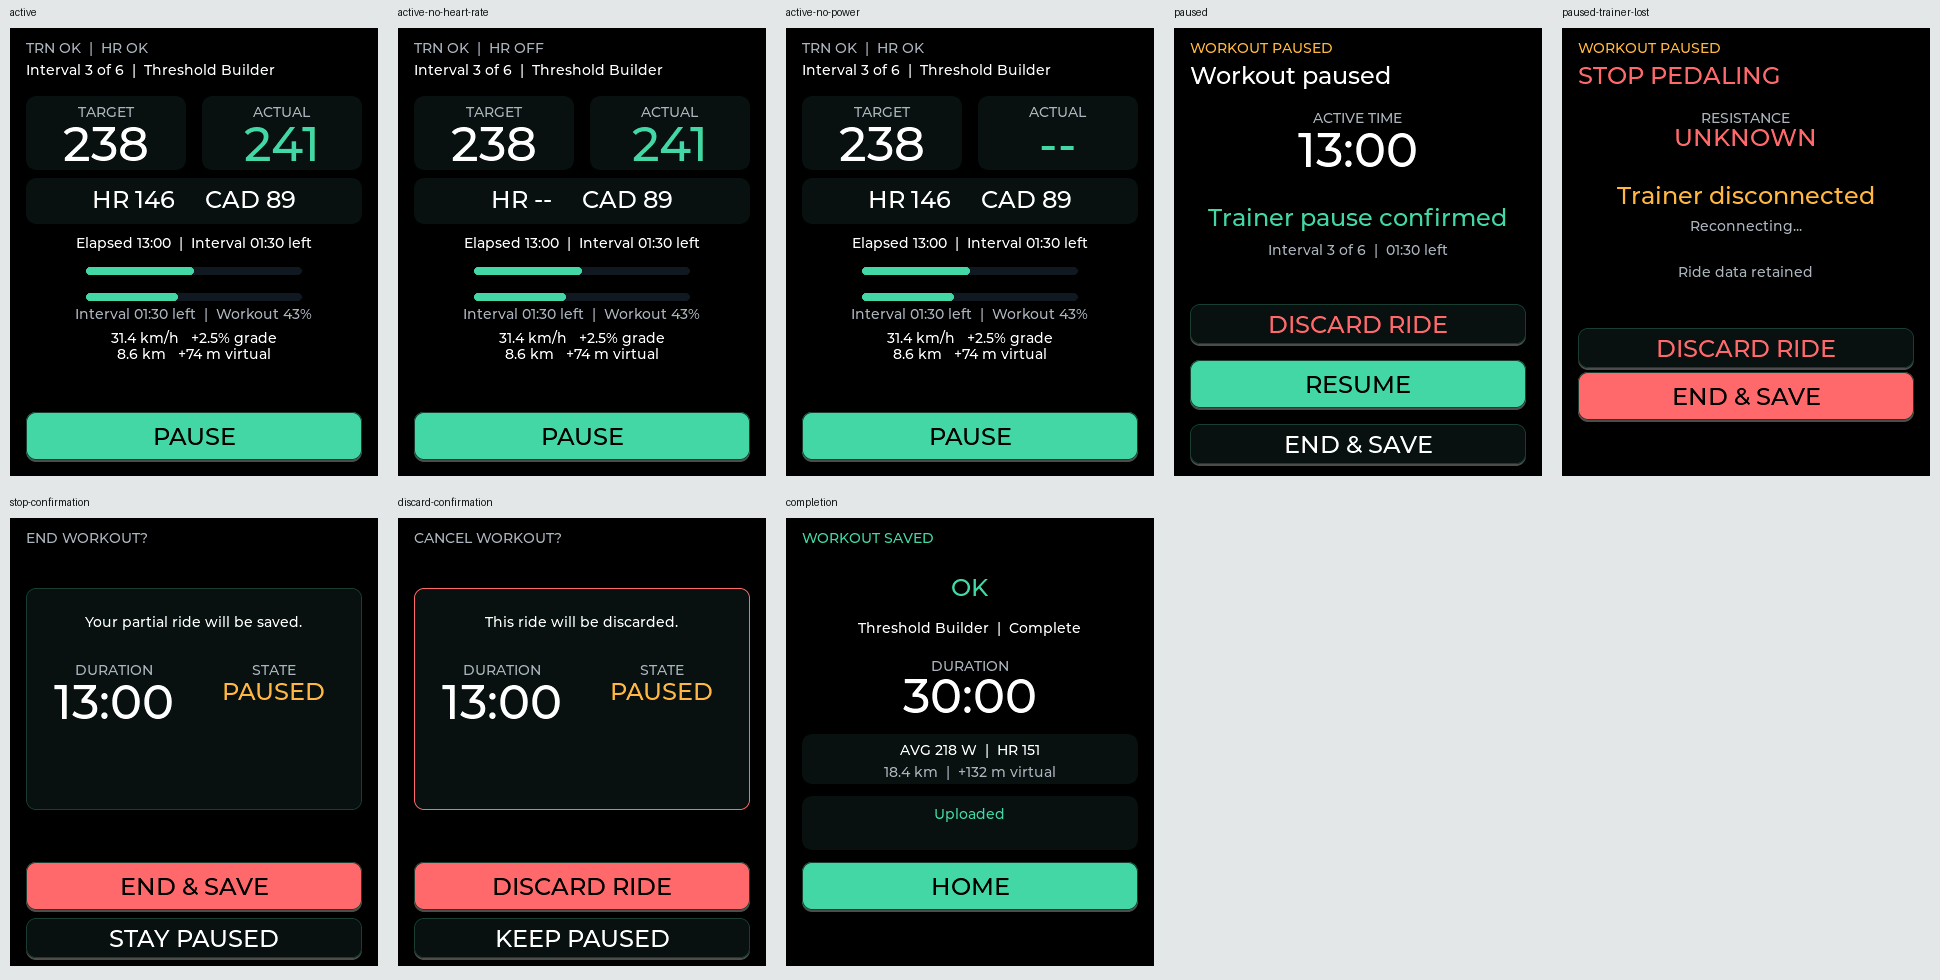 active
TRN OK | HR OK
Interval 3 of 6 | Threshold Builder
TARGET
238
ACTUAL
241
HR 146 CAD 89
Elapsed 13:00 | Interval 01:30 left
Interval 01:30 left | Workout 43%
31.4 km/h +2.5% grade
8.6 km +74 m virtual
PAUSE
active-no-heart-rate
TRN OK | HR OFF
Interval 3 of 6 | Threshold Builder
TARGET
238
ACTUAL
241
HR -- CAD 89
Elapsed 13:00 | Interval 01:30 left
Interval 01:30 left | Workout 43%
31.4 km/h +2.5% grade
8.6 km +74 m virtual
PAUSE
active-no-power
TRN OK | HR OK
Interval 3 of 6 | Threshold Builder
TARGET
238
ACTUAL
--
HR 146 CAD 89
Elapsed 13:00 | Interval 01:30 left
Interval 01:30 left | Workout 43%
31.4 km/h +2.5% grade
8.6 km +74 m virtual
PAUSE
paused
WORKOUT PAUSED
Workout paused
ACTIVE TIME
13:00
Trainer pause confirmed
Interval 3 of 6 | 01:30 left
DISCARD RIDE
RESUME
END & SAVE
paused-trainer-lost
WORKOUT PAUSED
STOP PEDALING
RESISTANCE
UNKNOWN
Trainer disconnected
Reconnecting...
Ride data retained
DISCARD RIDE
END & SAVE
stop-confirmation
END WORKOUT?
Your partial ride will be saved.
DURATION
13:00
STATE
PAUSED
END & SAVE
STAY PAUSED
discard-confirmation
CANCEL WORKOUT?
This ride will be discarded.
DURATION
13:00
STATE
PAUSED
DISCARD RIDE
KEEP PAUSED
completion
WORKOUT SAVED
OK
Threshold Builder | Complete
DURATION
30:00
AVG 218 W | HR 151
18.4 km | +132 m virtual
Uploaded
HOME